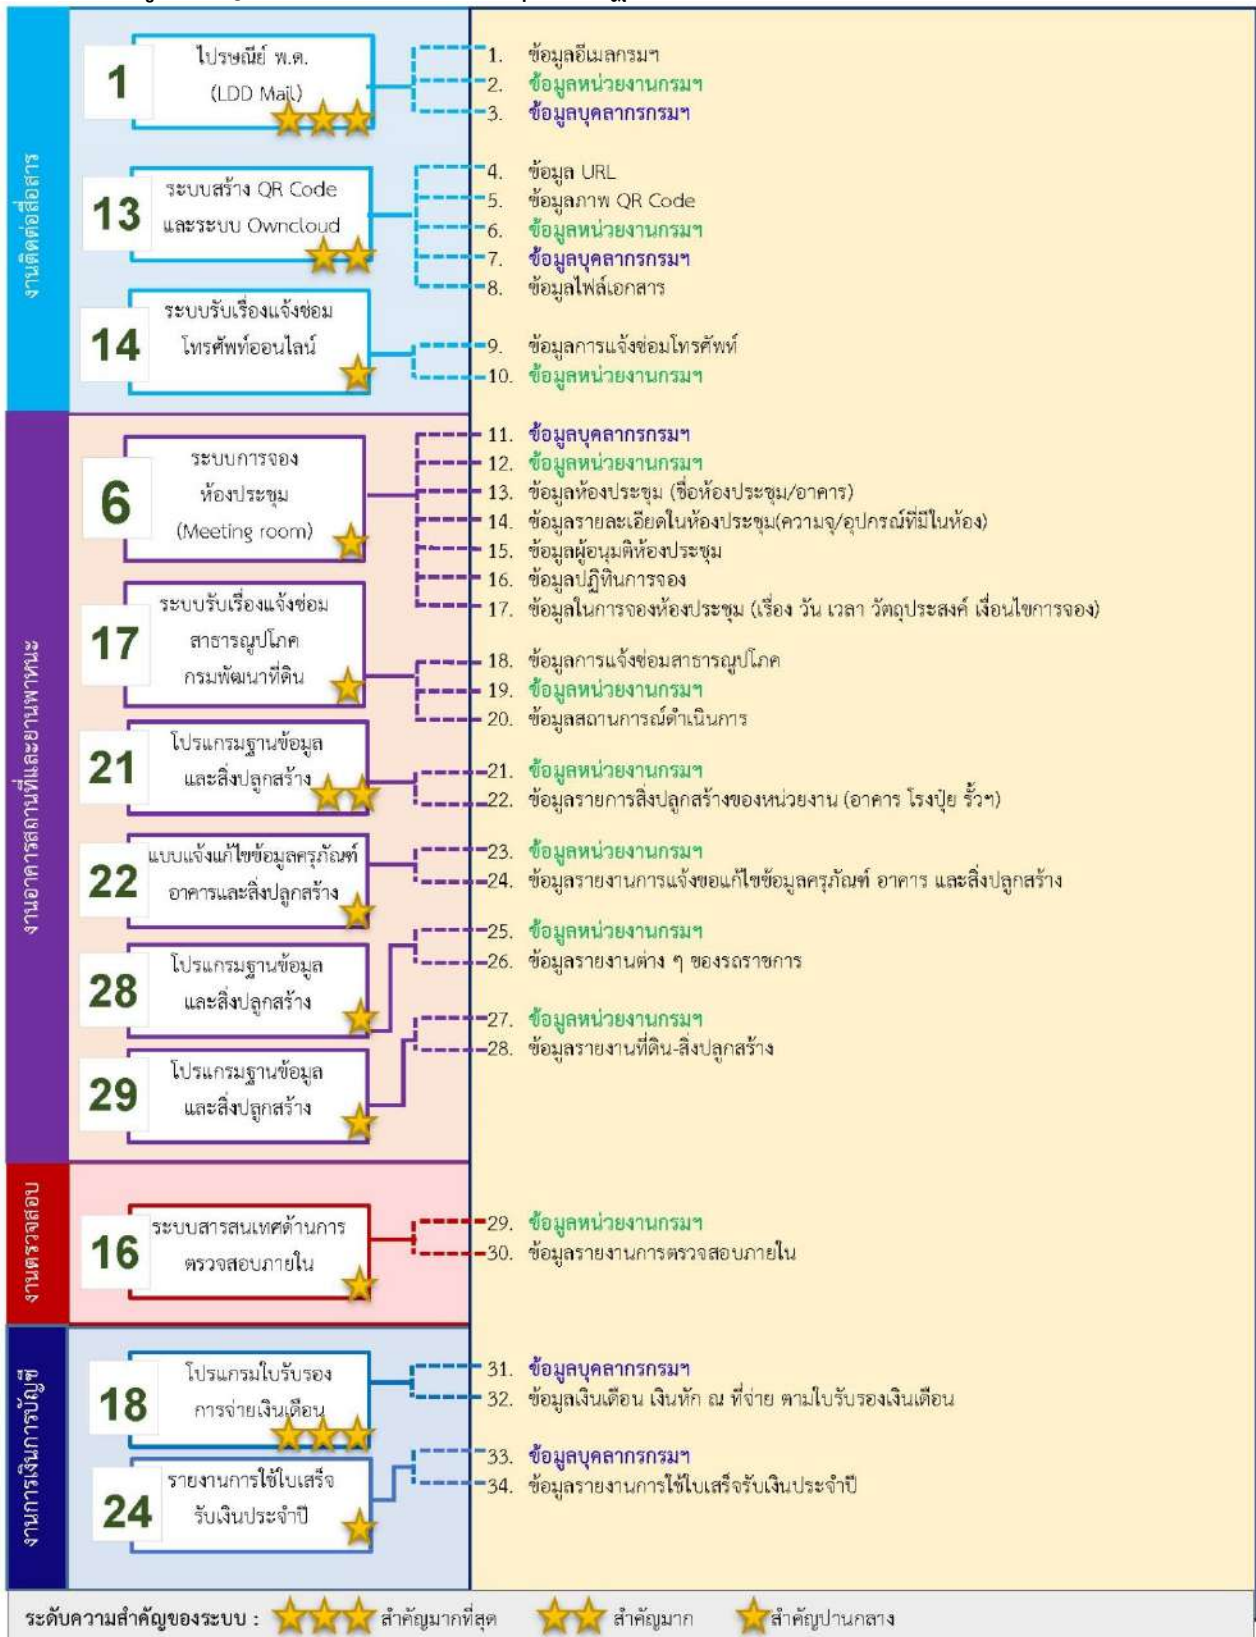 งานติดต่อสื่อสาร
1
ไปรษณีย์ พ.ด.
(LDD Mail)
1. ข้อมูลอีเมลกรมฯ
2. ข้อมูลหน่วยงานกรมฯ
3. ข้อมูลบุคลากรกรมฯ
13
ระบบสร้าง QR Code
และระบบ Owncloud
4. ข้อมูล URL
5. ข้อมูลภาพ QR Code
6. ข้อมูลหน่วยงานกรมฯ
7. ข้อมูลบุคลากรกรมฯ
8. ข้อมูลไฟล์เอกสาร
14
ระบบรับเรื่องแจ้งซ่อม
โทรศัพท์ออนไลน์
9. ข้อมูลการแจ้งซ่อมโทรศัพท์
10. ข้อมูลหน่วยงานกรมฯ
งานอาคารสถานที่และยานพาหนะ
6
ระบบการจอง
ห้องประชุม
(Meeting room)
11. ข้อมูลบุคลากรกรมฯ
12. ข้อมูลหน่วยงานกรมฯ
13. ข้อมูลห้องประชุม (ชื่อห้องประชุม/อาคาร)
14. ข้อมูลรายละเอียดในห้องประชุม(ความจุ/อุปกรณ์ที่มีในห้อง)
15. ข้อมูลผู้อนุมติห้องประชุม
16. ข้อมูลปฏิทินการจอง
17. ข้อมูลในการจองห้องประชุม (เรื่อง วัน เวลา วัตถุประสงค์ เงื่อนไขการจอง)
17
ระบบรับเรื่องแจ้งซ่อม
สาธารณูปโภค
กรมพัฒนาที่ดิน
18. ข้อมูลการแจ้งซ่อมสาธารณูปโภค
19. ข้อมูลหน่วยงานกรมฯ
20. ข้อมูลสถานการณ์ดำเนินการ
21
โปรแกรมฐานข้อมูล
และสิ่งปลูกสร้าง
21. ข้อมูลหน่วยงานกรมฯ
22. ข้อมูลรายการสิ่งปลูกสร้างของหน่วยงาน (อาคาร โรงปุ๋ย รั้วฯ)
22
แบบแจ้งแก้ไขข้อมูลครุภัณฑ์
อาคารและสิ่งปลูกสร้าง
23. ข้อมูลหน่วยงานกรมฯ
24. ข้อมูลรายงานการแจ้งขอแก้ไขข้อมูลครุภัณฑ์ อาคาร และสิ่งปลูกสร้าง
28
โปรแกรมฐานข้อมูล
และสิ่งปลูกสร้าง
25. ข้อมูลหน่วยงานกรมฯ
26. ข้อมูลรายงานต่าง ๆ ของรถราชการ
29
โปรแกรมฐานข้อมูล
และสิ่งปลูกสร้าง
27. ข้อมูลหน่วยงานกรมฯ
28. ข้อมูลรายงานที่ดิน-สิ่งปลูกสร้าง
งานตรวจสอบ
16
ระบบสารสนเทศด้านการ
ตรวจสอบภายใน
29. ข้อมูลหน่วยงานกรมฯ
30. ข้อมูลรายงานการตรวจสอบภายใน
งานการเงินการบัญชี
18
โปรแกรมใบรับรอง
การจ่ายเงินเดือน
31. ข้อมูลบุคลากรกรมฯ
32. ข้อมูลเงินเดือน เงินหัก ณ ที่จ่าย ตามใบรับรองเงินเดือน
24
รายงานการใช้ใบเสร็จ
รับเงินประจำปี
33. ข้อมูลบุคลากรกรมฯ
34. ข้อมูลรายงานการใช้ใบเสร็จรับเงินประจำปี
ระดับความสำคัญของระบบ : สำคัญมากที่สุด สำคัญมาก สำคัญปานกลาง